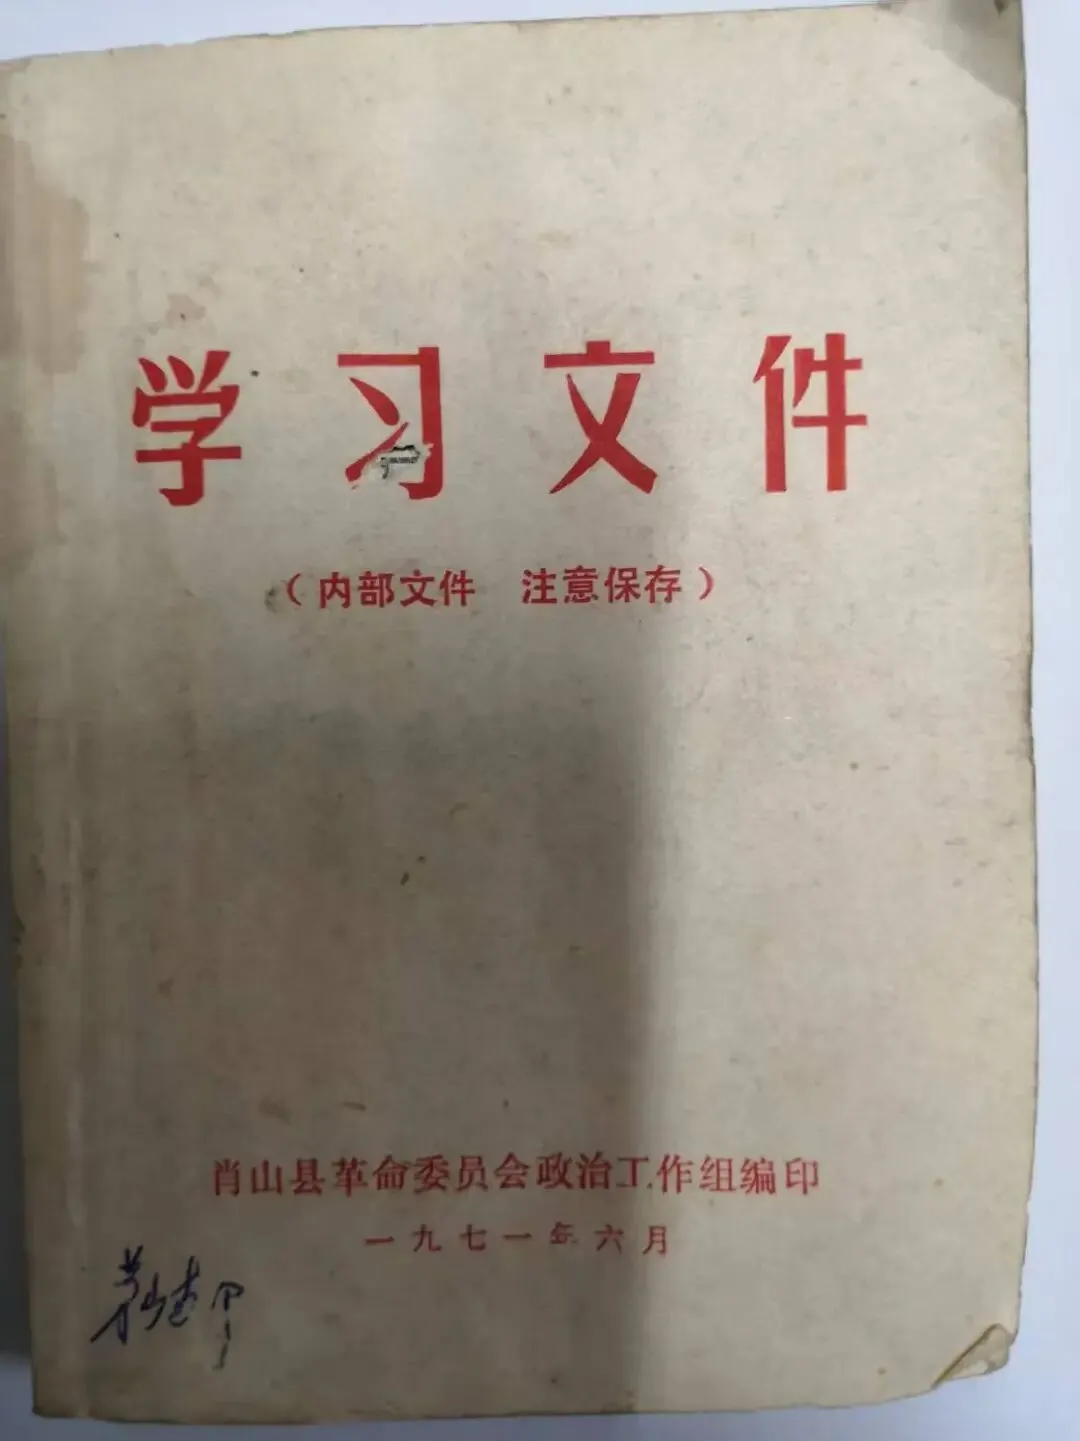 学习文件
（内部文件　注意保存）
肖山县革命委员会政治工作组编印
一九七一年六月